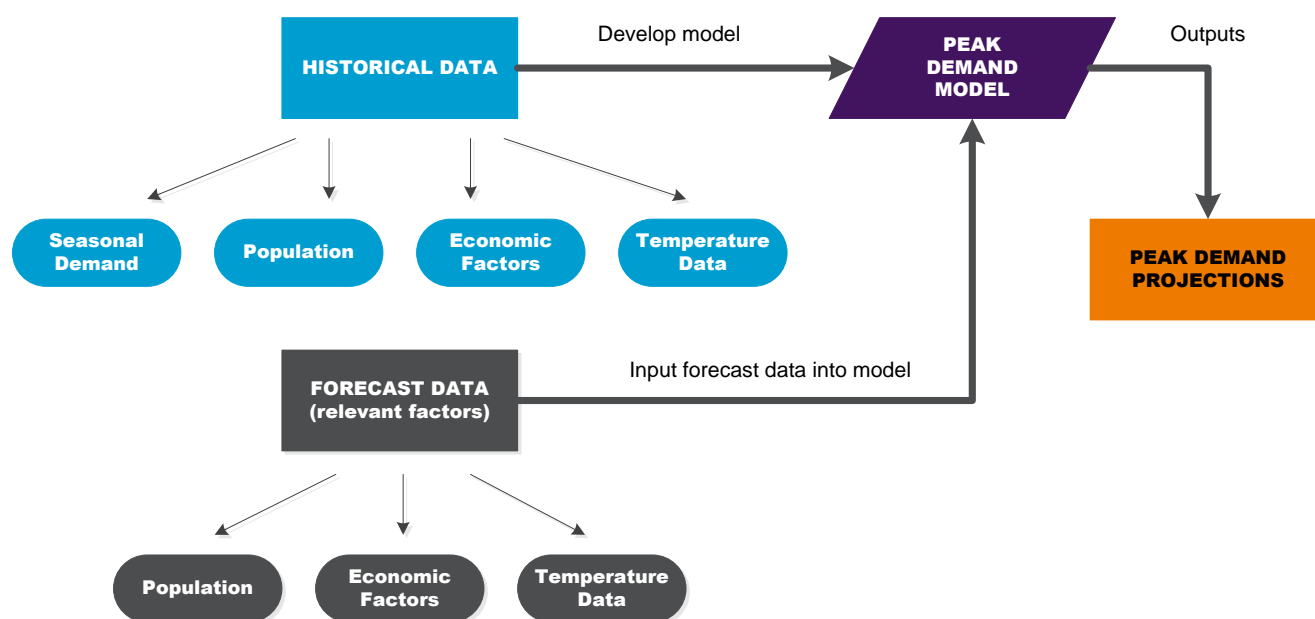 HISTORICAL DATA
Develop model
PEAK
DEMAND
MODEL
Outputs
Seasonal
Demand
Population
Economic
Factors
Temperature
Data
PEAK DEMAND
PROJECTIONS
FORECAST DATA
(relevant factors)
Input forecast data into model
Population
Economic
Factors
Temperature
Data